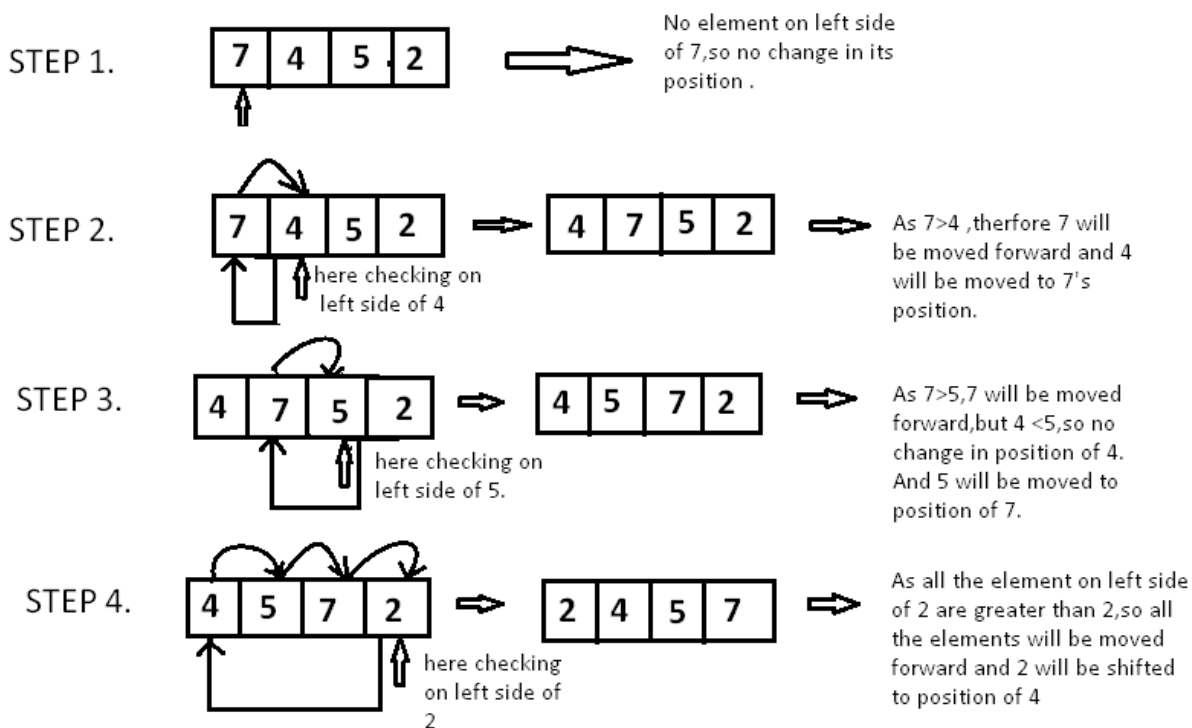 STEP 1.
7 4 5 2
No element on left side
of 7,so no change in its
position .
STEP 2.
7 4 5 2
here checking on
left side of 4
4 7 5 2
As 7>4 ,therfore 7 will
be moved forward and 4
will be moved to 7's
position.
STEP 3.
4 7 5 2
here checking on
left side of 5.
4 5 7 2
As 7>5,7 will be moved
forward,but 4 <5,so no
change in position of 4.
And 5 will be moved to
position of 7.
STEP 4.
4 5 7 2
here checking
on left side of
2
2 4 5 7
As all the element on left side
of 2 are greater than 2,so all
the elements will be moved
forward and 2 will be shifted
to position of 4